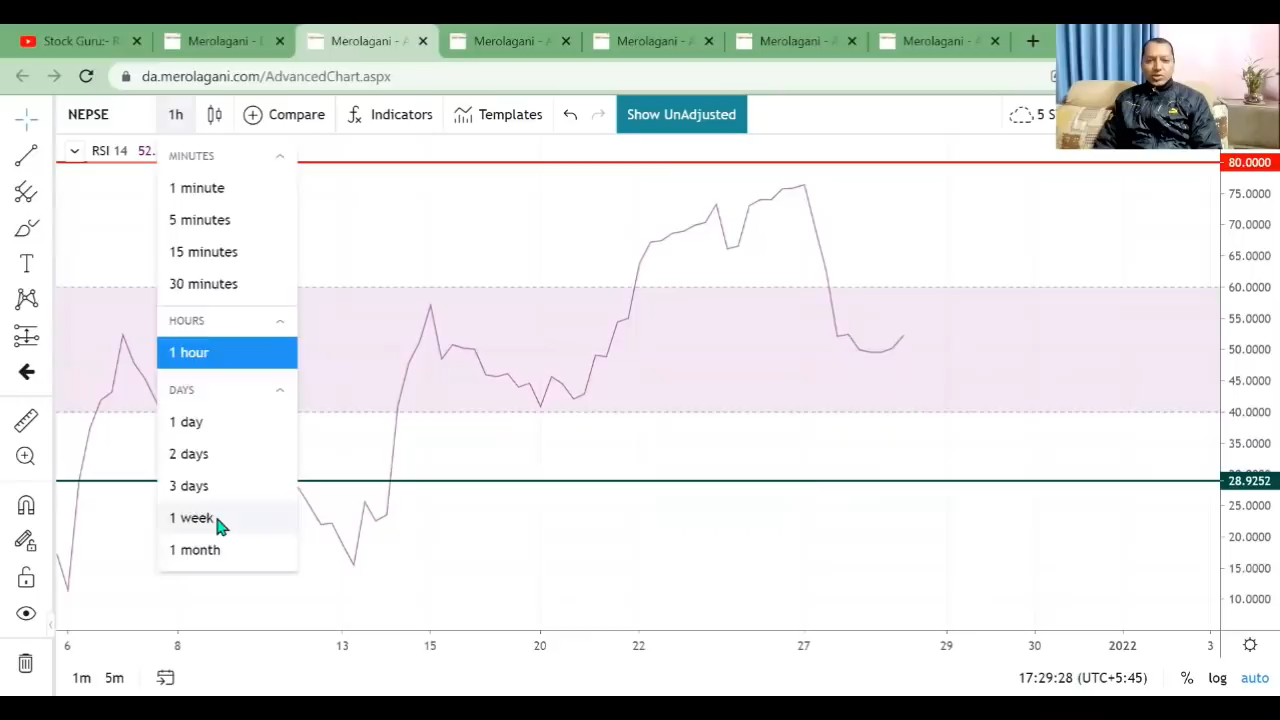 Stock Guru:- R
Merolagani -
Merolagani - A
Merolagani - A
Merolagani - A
Merolagani - A
Merolagani - A
da.merolagani.com/AdvancedChart.aspx
NEPSE 1h Compare Indicators Templates Show UnAdjusted 5 S
RSI 14 52.
MINUTES
1 minute
5 minutes
15 minutes
30 minutes
HOURS
1 hour
DAYS
1 day
2 days
3 days
1 week
1 month
80.0000
75.0000
70.0000
65.0000
60.0000
55.0000
50.0000
45.0000
40.0000
35.0000
28.9252
25.0000
20.0000
15.0000
10.0000
6 8 13 15 20 22 27 29 30 2022 3
1m 5m 17:29:28 (UTC+5:45) % log auto